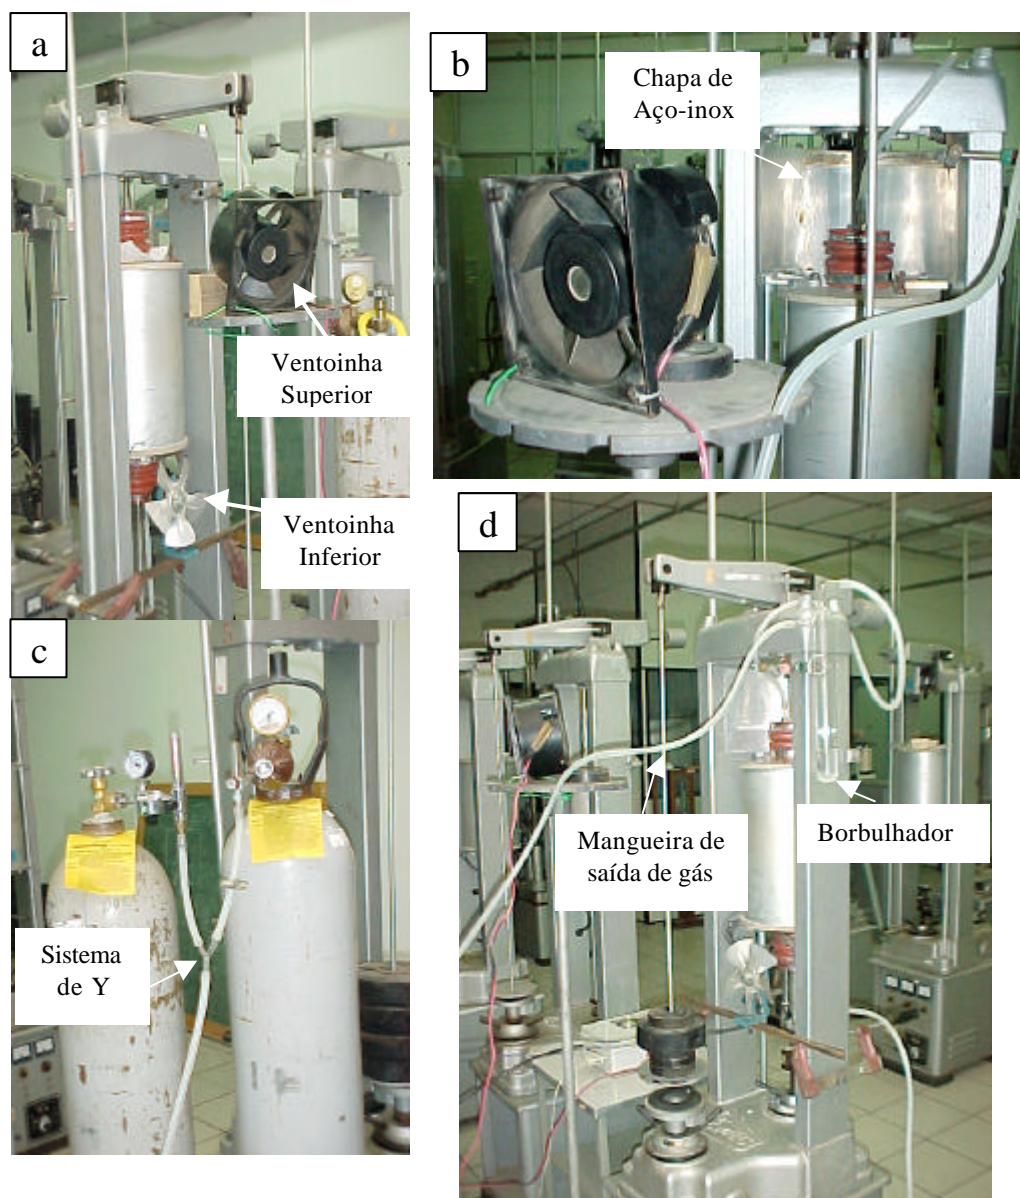 a
Ventoinha
Superior
Ventoinha
Inferior
b
Chapa de
Aço-inox
c
Sistema
de Y
d
Mangueira de
saída de gás
Borbulhador